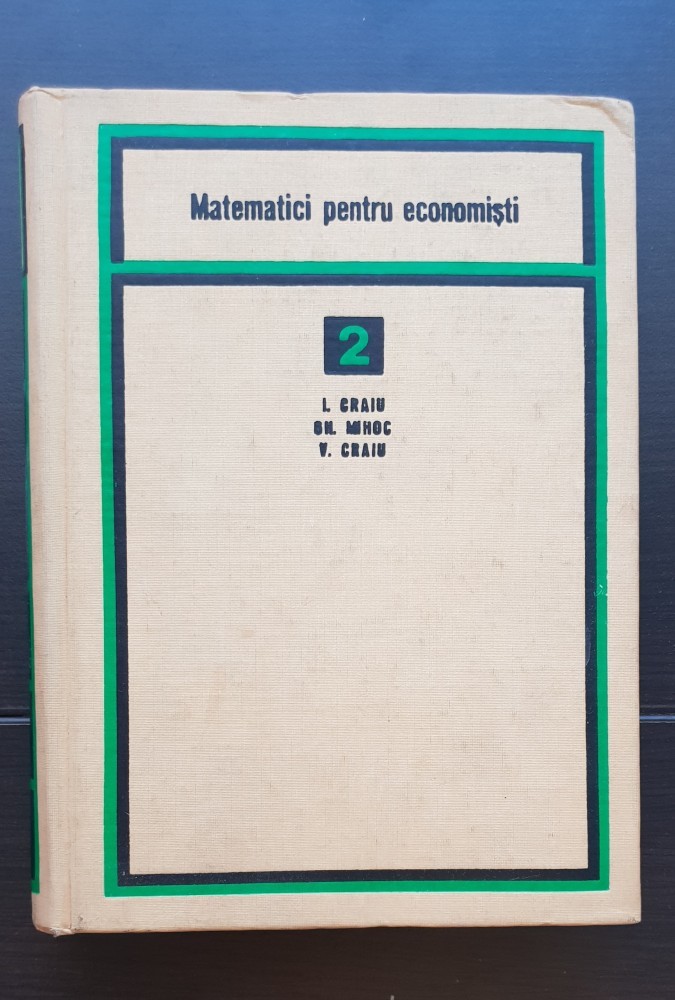 Matematici pentru economiști
2
I. CRAIU
GH. MIHOC
V. CRAIU